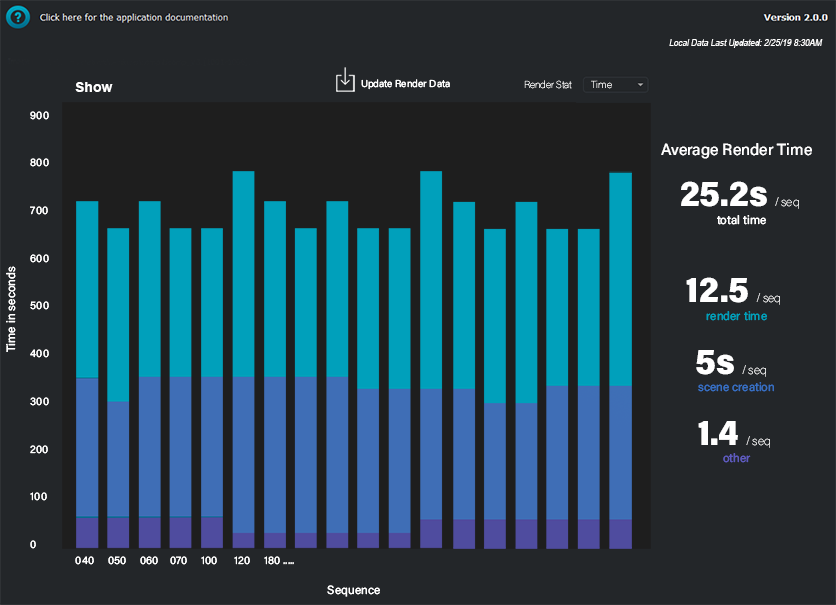 ?
Click here for the application documentation
Version 2.0.0
Local Data Last Updated: 2/25/19 8:30AM
Show
Update Render Data
Render Stat
Time
900
800
700
600
500
400
300
200
100
0
Time in seconds
040 050 060 070 100 120 180 .....
Sequence
Average Render Time
25.2s / seq
total time
12.5 / seq
render time
5s / seq
scene creation
1.4 / seq
other